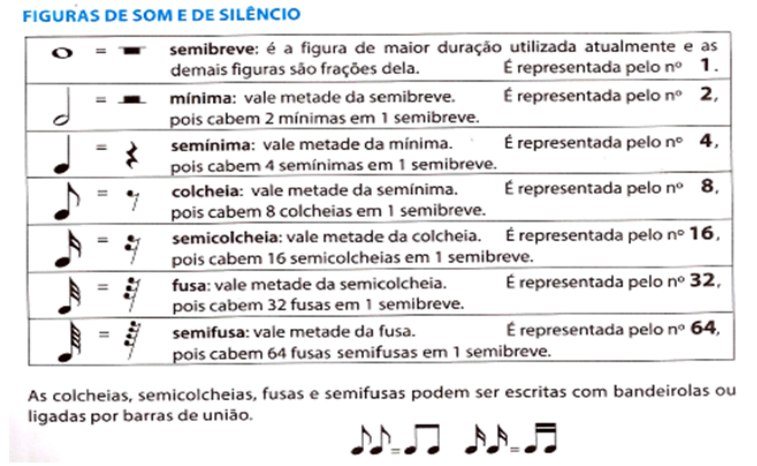 FIGURAS DE SOM E DE SILÊNCIO
= semibreve: é a figura de maior duração utilizada atualmente e as
demais figuras são frações dela. É representada pelo nº 1.
= mínima: vale metade da semibreve. É representada pelo nº 2,
pois cabem 2 mínimas em 1 semibreve.
= semínima: vale metade da mínima. É representada pelo nº 4,
pois cabem 4 semínimas em 1 semibreve.
= colcheia: vale metade da semínima. É representada pelo nº 8,
pois cabem 8 colcheias em 1 semibreve.
= semicolcheia: vale metade da colcheia. É representada pelo nº 16,
pois cabem 16 semicolcheias em 1 semibreve.
= fusa: vale metade da semicolcheia. É representada pelo nº 32,
pois cabem 32 fusas em 1 semibreve.
= semifusa: vale metade da fusa. É representada pelo nº 64,
pois cabem 64 fusas semifusas em 1 semibreve.
As colcheias, semicolcheias, fusas e semifusas podem ser escritas com bandeirolas ou
ligadas por barras de união.
= =